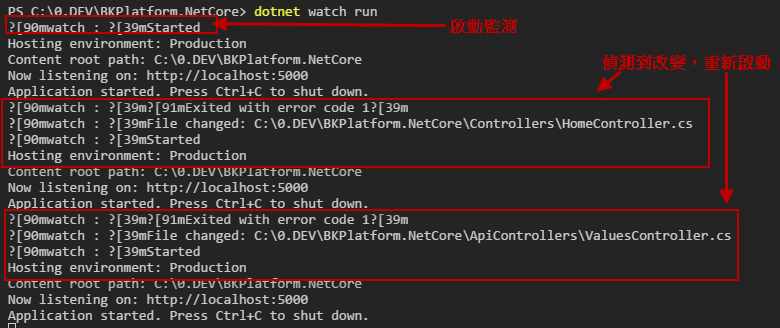 PS C:\0.DEV\BKPlatform.NetCore> dotnet watch run
?[90mwatch : ?[39mStarted
啟動監測
Hosting environment: Production
Content root path: C:\0.DEV\BKPlatform.NetCore
Now listening on: http://localhost:5000
偵測到改變，重新啟動
Application started. Press Ctrl+C to shut down.
?[90mwatch : ?[39m?[91mExited with error code 1?[39m
?[90mwatch : ?[39mFile changed: C:\0.DEV\BKPlatform.NetCore\Controllers\HomeController.cs
?[90mwatch : ?[39mStarted
Hosting environment: Production
Content root path: C:\0.DEV\BKPlatform.NetCore
Now listening on: http://localhost:5000
Application started. Press Ctrl+C to shut down.
?[90mwatch : ?[39m?[91mExited with error code 1?[39m
?[90mwatch : ?[39mFile changed: C:\0.DEV\BKPlatform.NetCore\ApiControllers\ValuesController.cs
?[90mwatch : ?[39mStarted
Hosting environment: Production
Content root path: C:\0.DEV\BKPlatform.NetCore
Now listening on: http://localhost:5000
Application started. Press Ctrl+C to shut down.